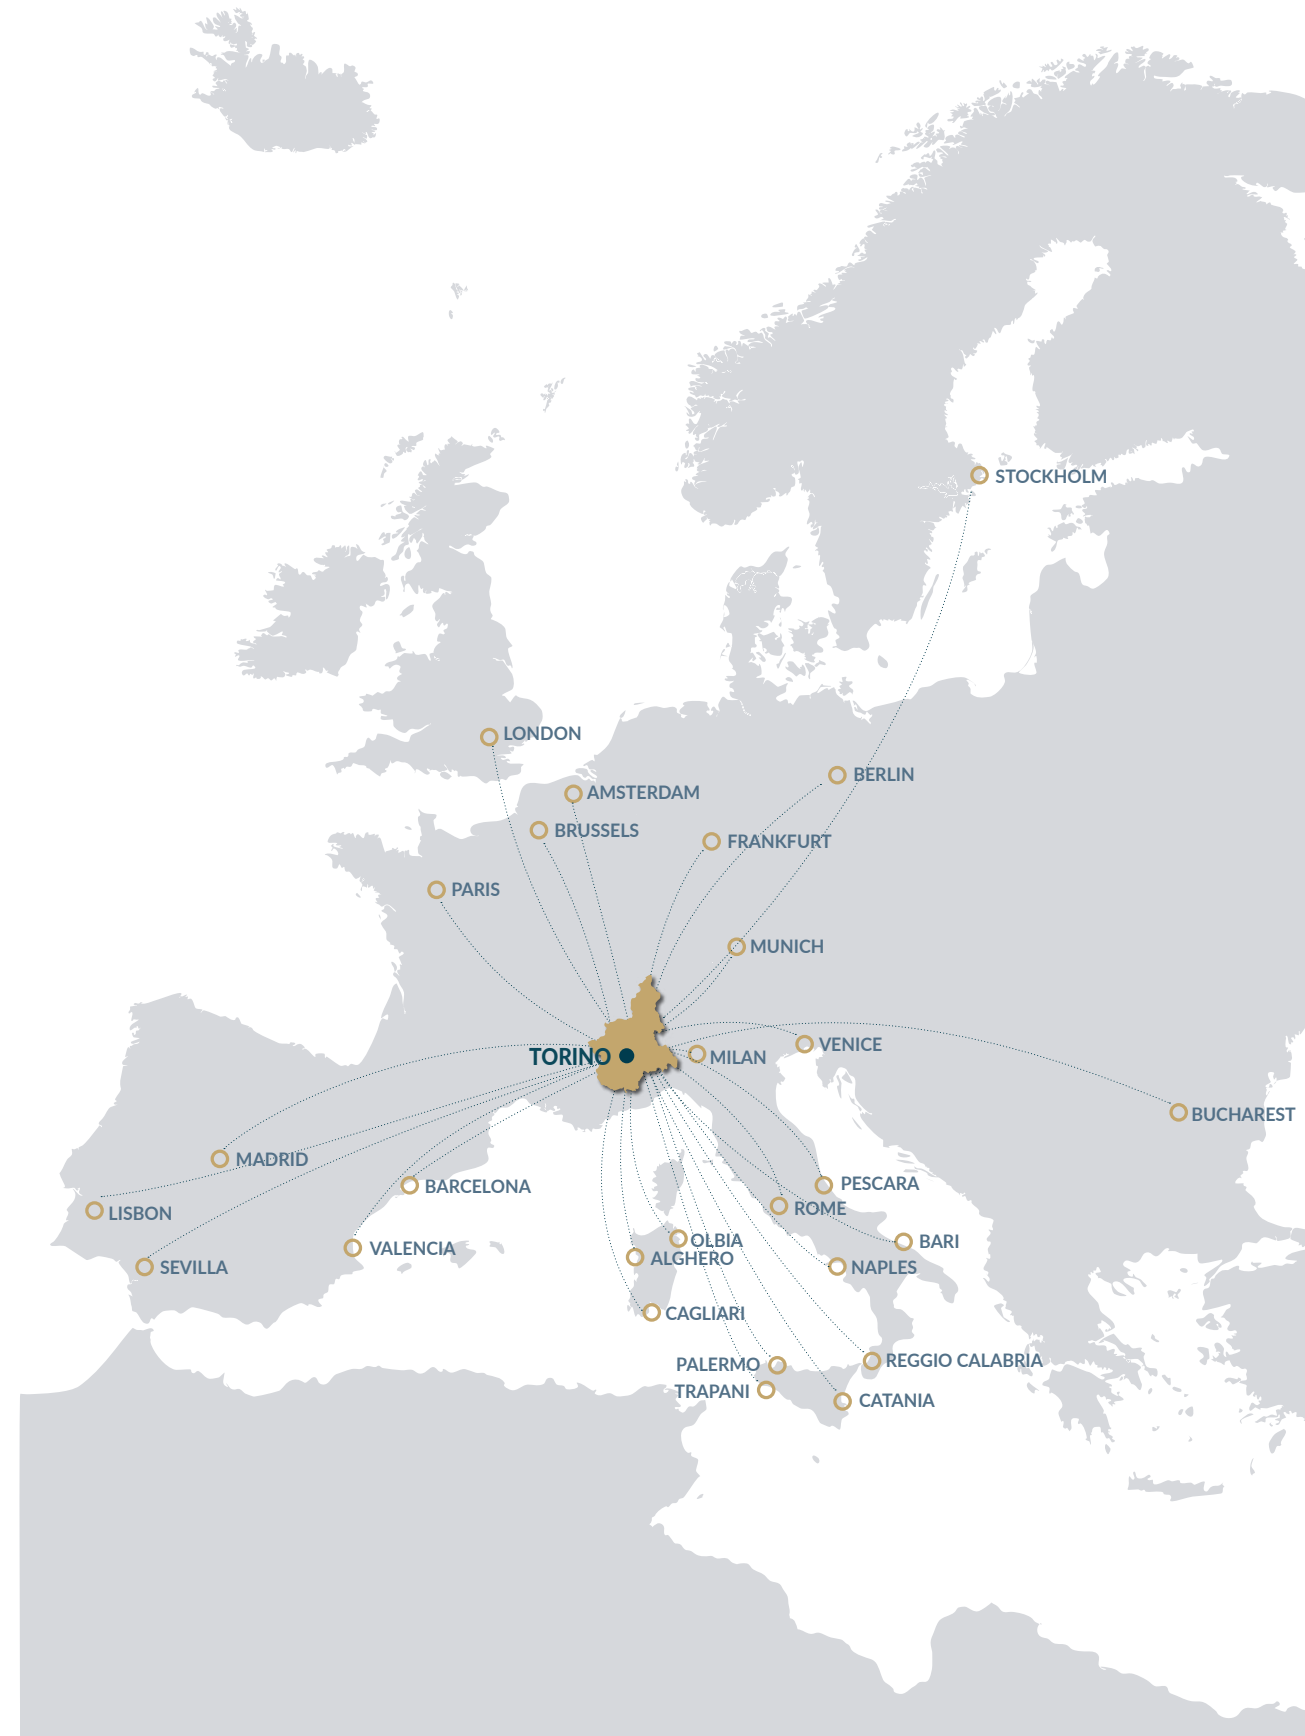 STOCKHOLM
LONDON
BERLIN
AMSTERDAM
BRUSSELS
FRANKFURT
PARIS
MUNICH
VENICE
TORINO
MILAN
BUCHAREST
MADRID
PESCARA
BARCELONA
ROME
LISBON
OLBIA
BARI
VALENCIA
ALGHERO
SEVILLA
NAPLES
CAGLIARI
REGGIO CALABRIA
PALERMO
TRAPANI
CATANIA